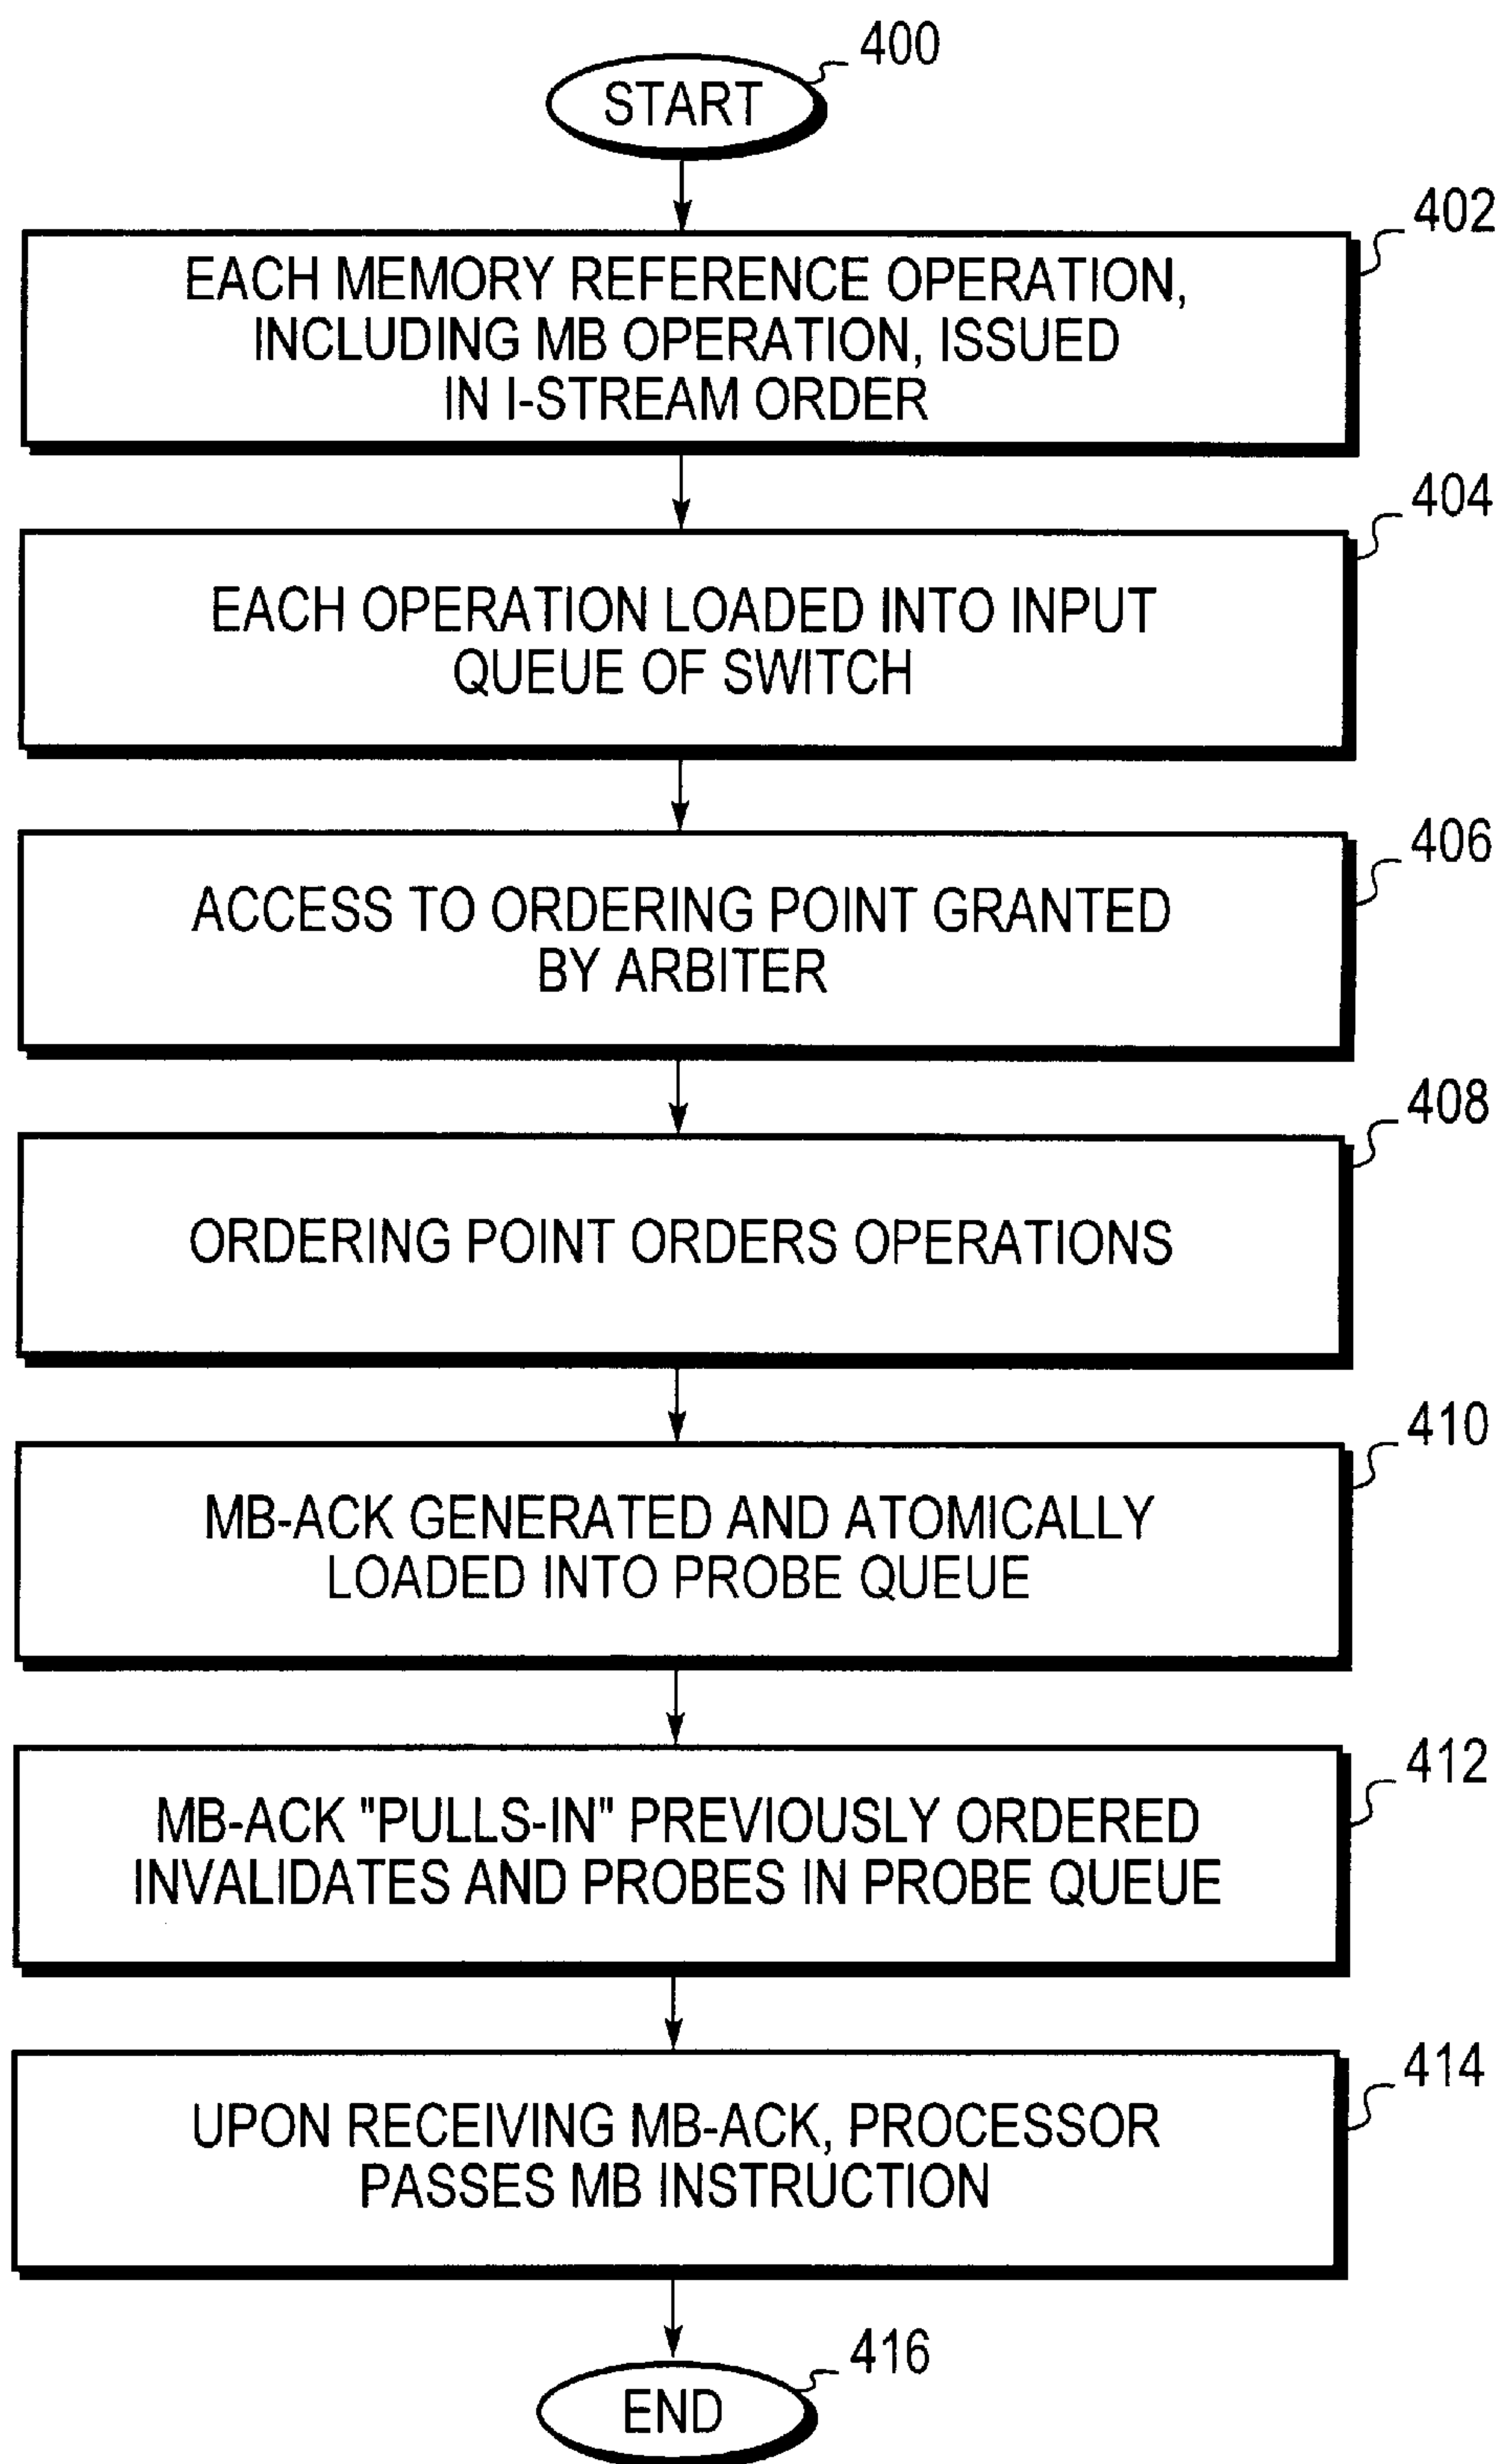 400
START
402
EACH MEMORY REFERENCE OPERATION,
INCLUDING MB OPERATION, ISSUED
IN I-STREAM ORDER
404
EACH OPERATION LOADED INTO INPUT
QUEUE OF SWITCH
406
ACCESS TO ORDERING POINT GRANTED
BY ARBITER
408
ORDERING POINT ORDERS OPERATIONS
410
MB-ACK GENERATED AND ATOMICALLY
LOADED INTO PROBE QUEUE
412
MB-ACK "PULLS-IN" PREVIOUSLY ORDERED
INVALIDATES AND PROBES IN PROBE QUEUE
414
UPON RECEIVING MB-ACK, PROCESSOR
PASSES MB INSTRUCTION
416
END